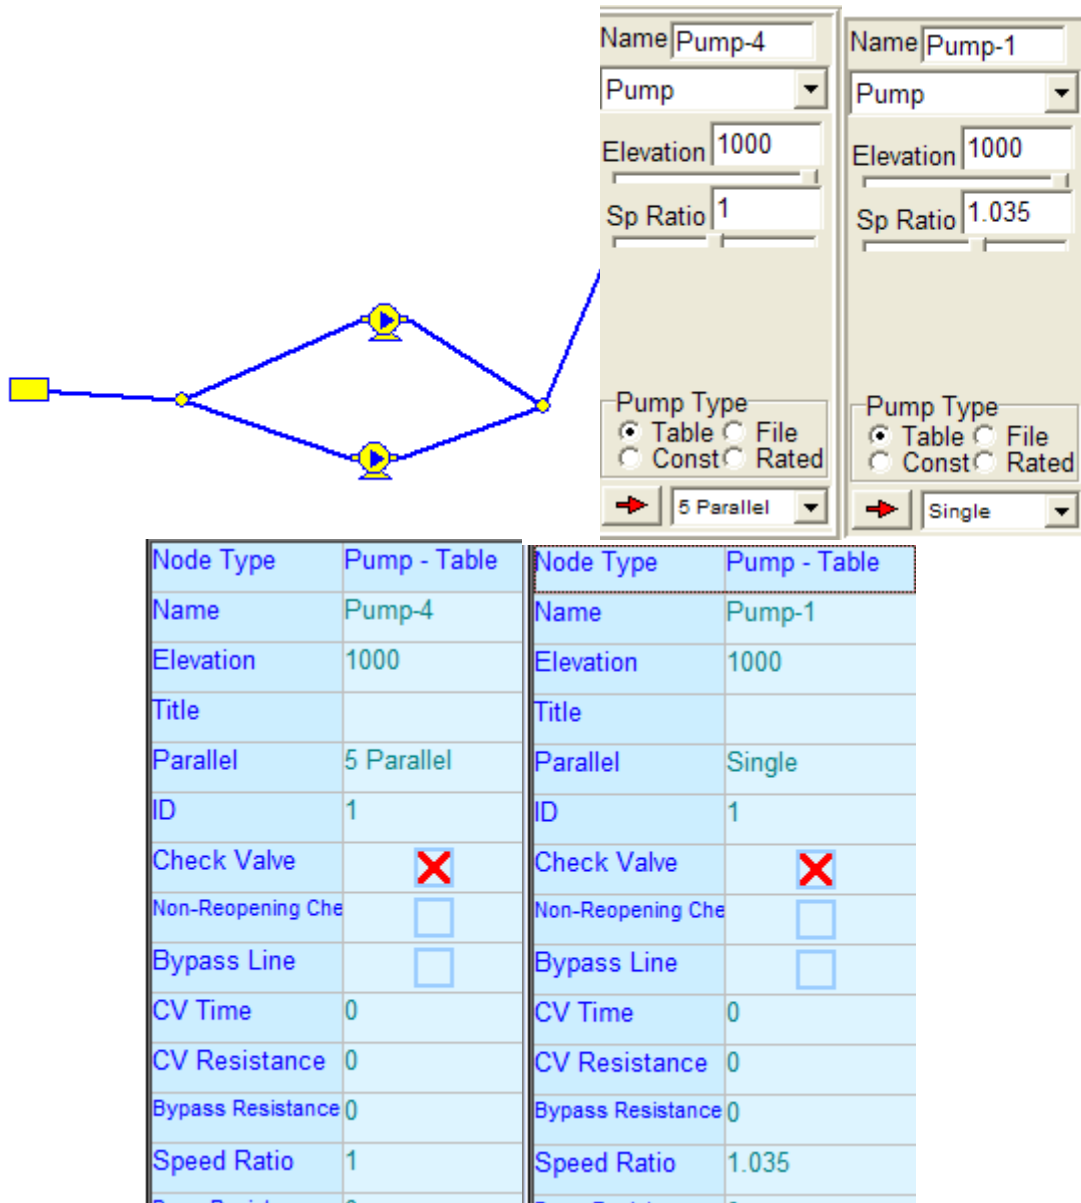 Name Pump-4
Pump
Elevation 1000
Sp Ratio 1
Pump Type
Table File
Const Rated
5 Parallel
Name Pump-1
Pump
Elevation 1000
Sp Ratio 1.035
Pump Type
Table File
Const Rated
Single
Node Type Pump - Table
Name Pump-4
Elevation 1000
Title
Parallel 5 Parallel
ID 1
Check Valve
Non-Reopening Che
Bypass Line
CV Time 0
CV Resistance 0
Bypass Resistance 0
Speed Ratio 1
Node Type Pump - Table
Name Pump-1
Elevation 1000
Title
Parallel Single
ID 1
Check Valve
Non-Reopening Che
Bypass Line
CV Time 0
CV Resistance 0
Bypass Resistance 0
Speed Ratio 1.035